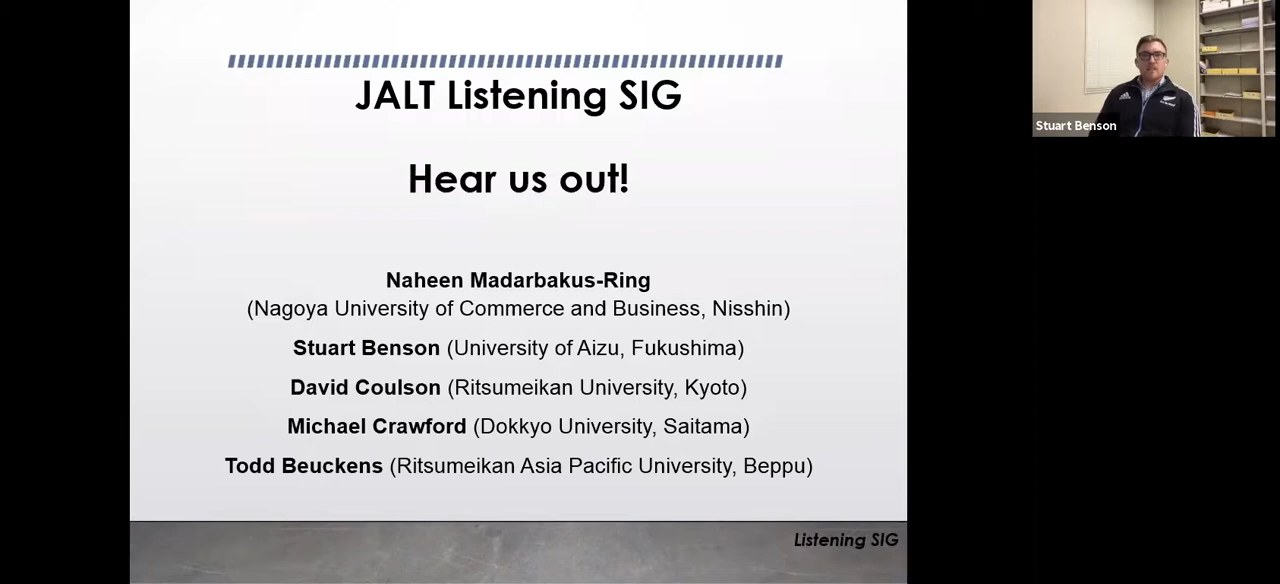 JALT Listening SIG
Hear us out!
Naheen Madarbakus-Ring
(Nagoya University of Commerce and Business, Nisshin)
Stuart Benson (University of Aizu, Fukushima)
David Coulson (Ritsumeikan University, Kyoto)
Michael Crawford (Dokkyo University, Saitama)
Todd Beuckens (Ritsumeikan Asia Pacific University, Beppu)
Listening SIG
Stuart Benson